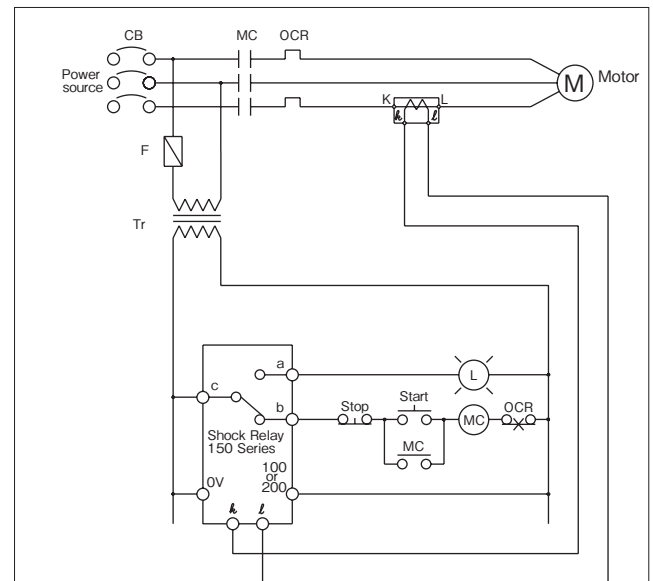 CB MC OCR
Power
source
M Motor
K L
k l
F
Tr
a
L
c
b
Stop
Start
MC
OCR
MC
Shock Relay
150 Series
100
or
200
0V
k l